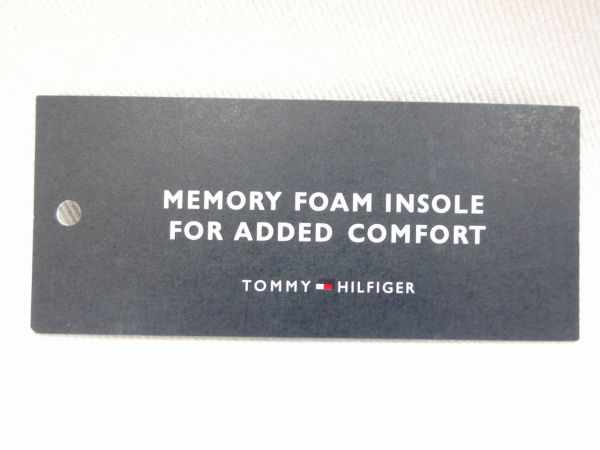 MEMORY FOAM INSOLE
FOR ADDED COMFORT
TOMMY HILFIGER